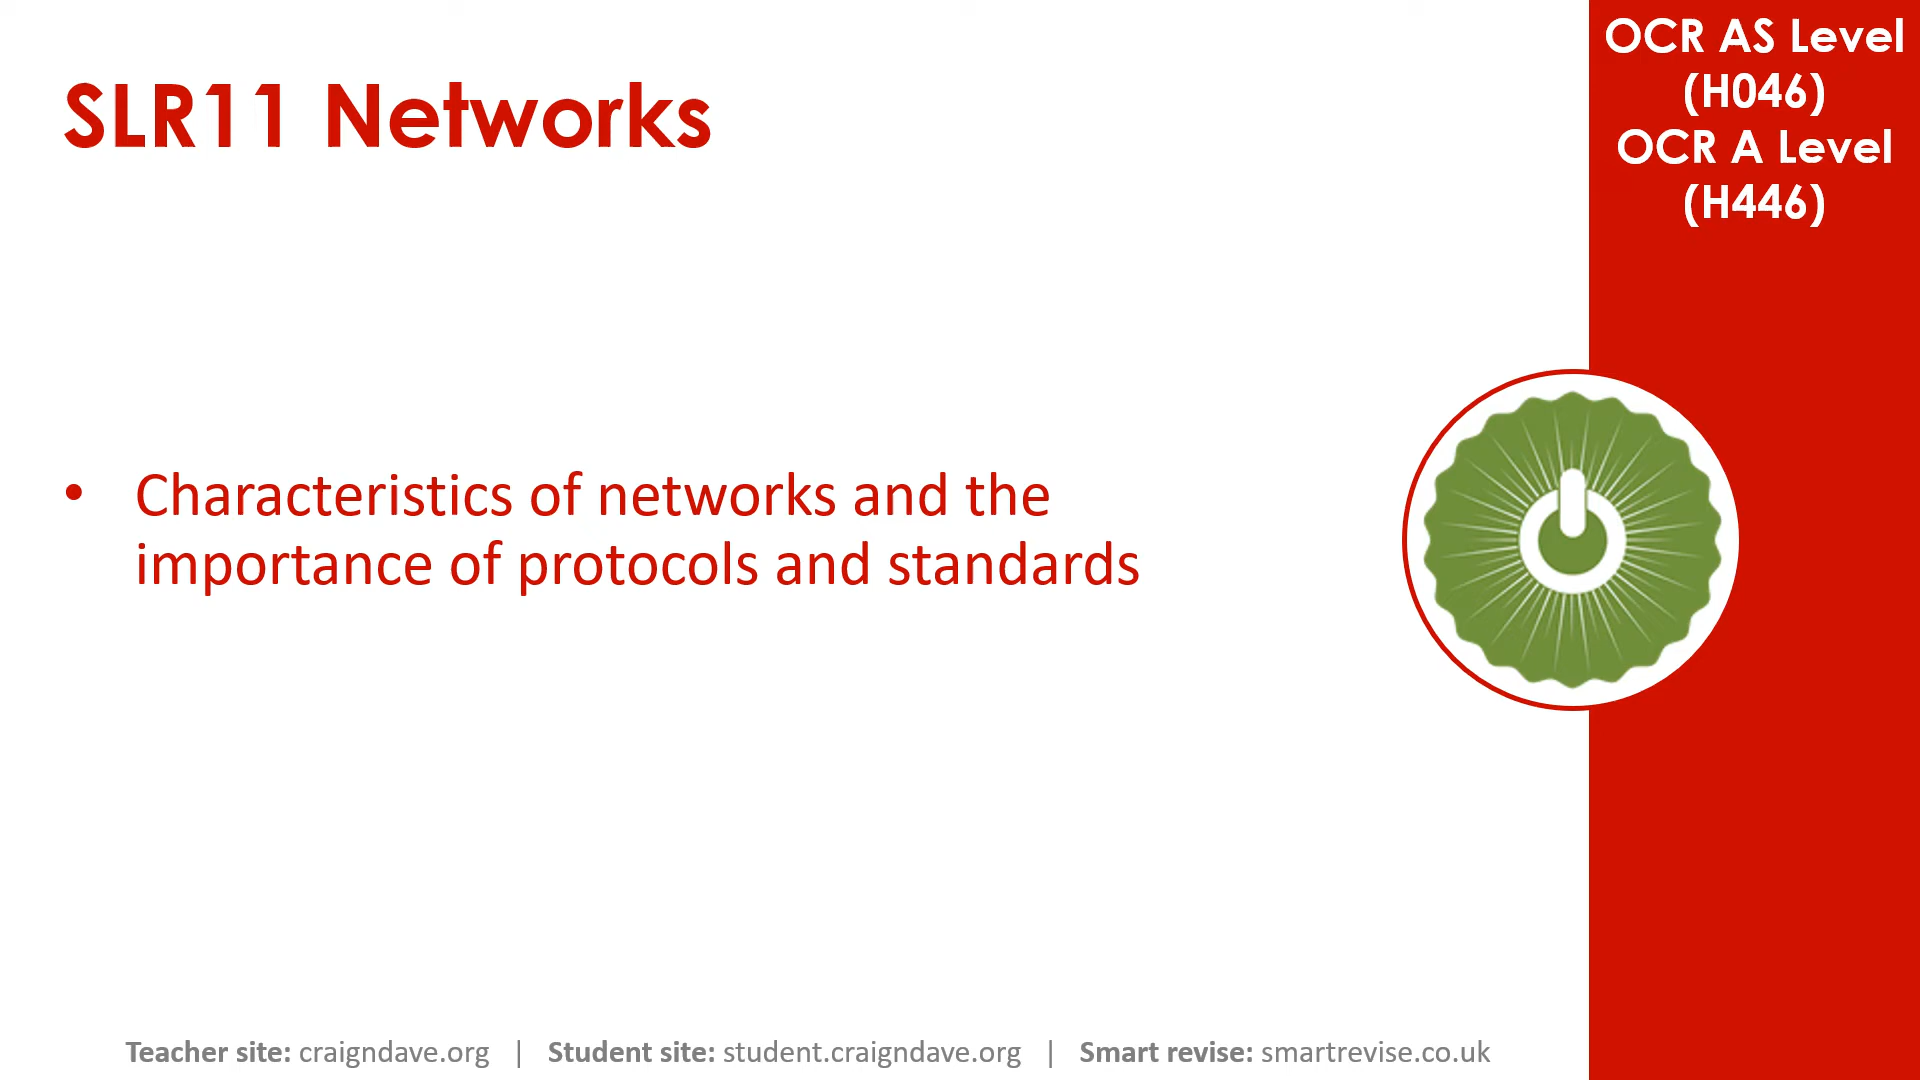 SLR11 Networks
OCR AS Level
(H046)
OCR A Level
(H446)
• Characteristics of networks and the
importance of protocols and standards
Teacher site: craigndave.org | Student site: student.craigndave.org | Smart revise: smartrevise.co.uk